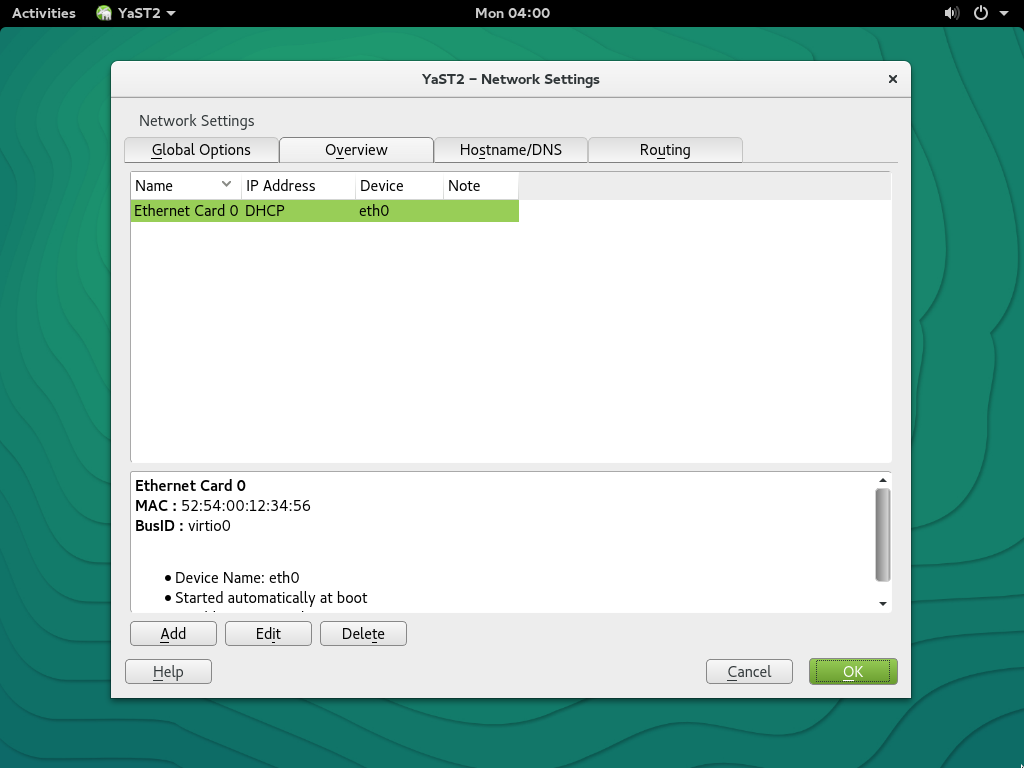 Activities YaST2 Mon 04:00
YaST2 – Network Settings
Network Settings
Global Options Overview Hostname/DNS Routing
Name IP Address Device Note
Ethernet Card 0 DHCP eth0
Ethernet Card 0
MAC : 52:54:00:12:34:56
BusID : virtio0
• Device Name: eth0
• Started automatically at boot
Add Edit Delete
Help Cancel OK